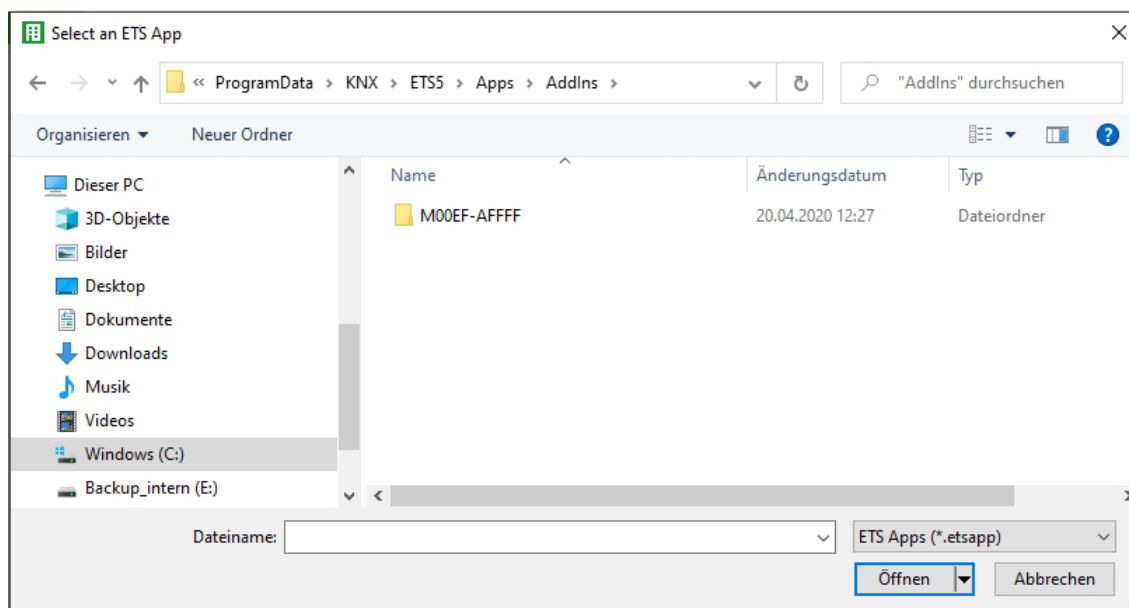 Select an ETS App
« ProgramData > KNX > ETS5 > Apps > AddIns >
"AddIns" durchsuchen
Organisieren
Neuer Ordner
Name
Änderungsdatum
Typ
M00EF-AFFFF
20.04.2020 12:27
Dateiordner
Dieser PC
3D-Objekte
Bilder
Desktop
Dokumente
Downloads
Musik
Videos
Windows (C:)
Backup_intern (E:)
Dateiname:
ETS Apps (*.etsapp)
Öffnen
Abbrechen